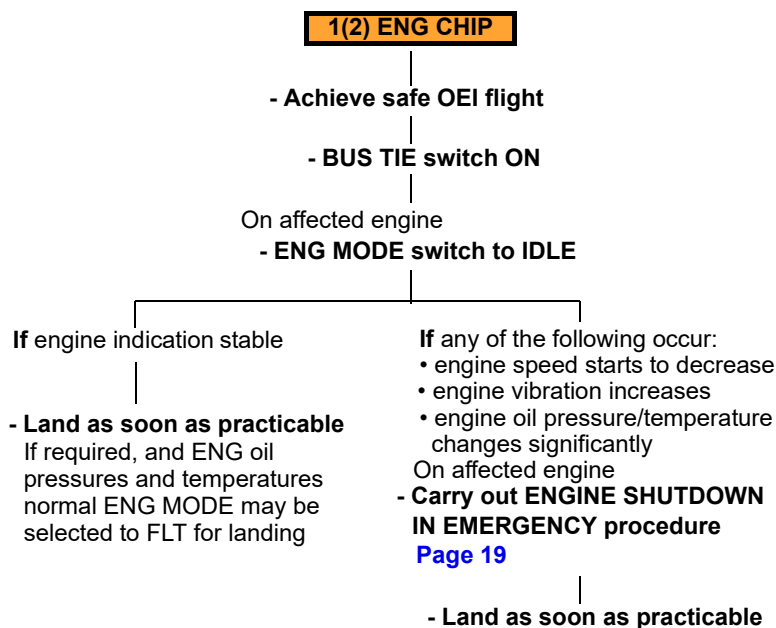 1(2) ENG CHIP
- Achieve safe OEI flight
- BUS TIE switch ON
On affected engine
- ENG MODE switch to IDLE
If engine indication stable
- Land as soon as practicable
If required, and ENG oil
pressures and temperatures
normal ENG MODE may be
selected to FLT for landing
If any of the following occur:
• engine speed starts to decrease
• engine vibration increases
• engine oil pressure/temperature
changes significantly
On affected engine
- Carry out ENGINE SHUTDOWN
IN EMERGENCY procedure
Page 19
- Land as soon as practicable